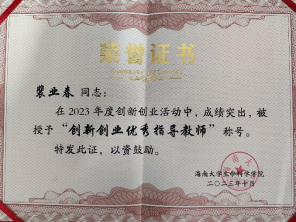 荣誉证书
裴业春 同志：
在2023年度创新创业活动中，成绩突出，被
授予“创新创业优秀指导教师”称号。
特发此证，以资鼓励。
海南大学生命科学学院
二〇二三年十月